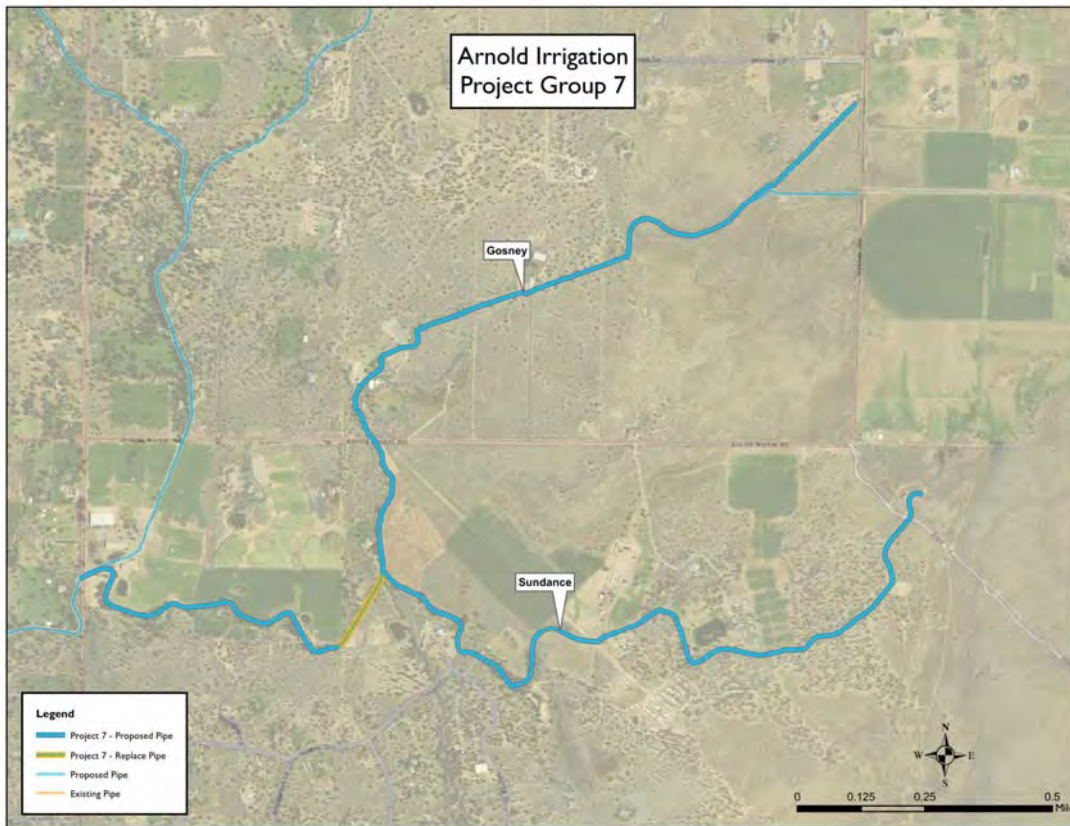 Arnold Irrigation
Project Group 7
Gosney
Sundance
Legend
Project 7 - Proposed Pipe
Project 7 - Replace Pipe
Proposed Pipe
Existing Pipe
N
W
E
S
0
0.125
0.25
0.5
Mile